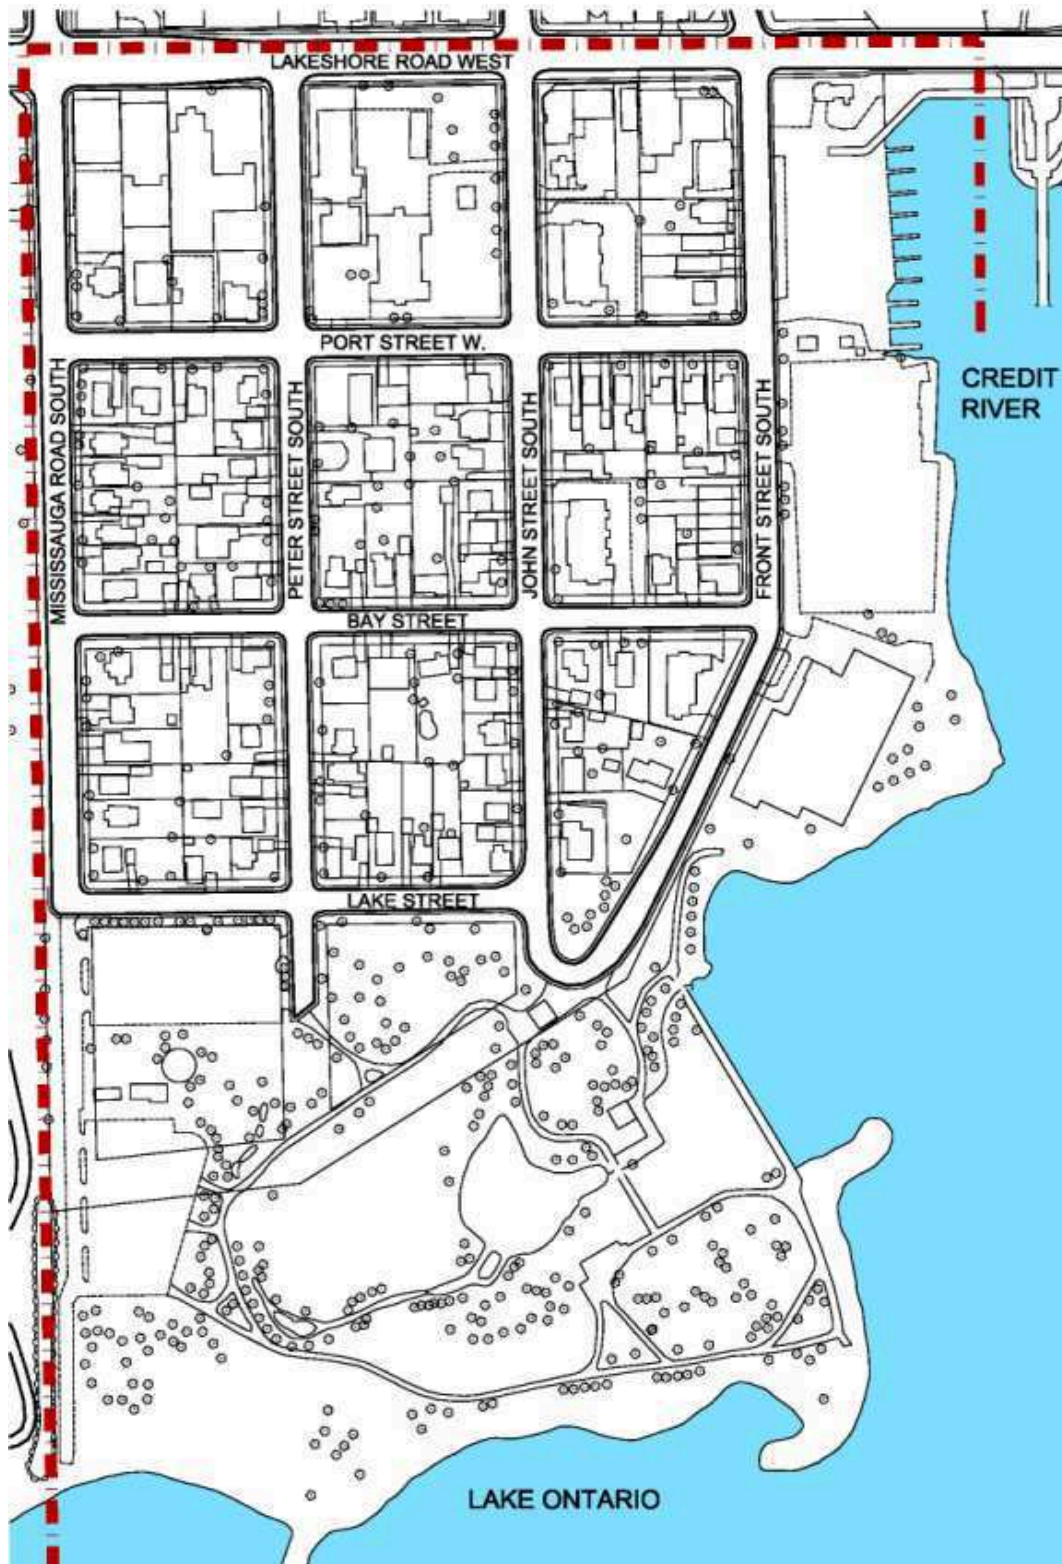 LAKESHORE ROAD WEST
PORT STREET W.
CREDIT
RIVER
MISSISSAUGA ROAD SOUTH
PETER STREET SOUTH
JOHN STREET SOUTH
FRONT STREET SOUTH
BAY STREET
LAKE STREET
LAKE ONTARIO